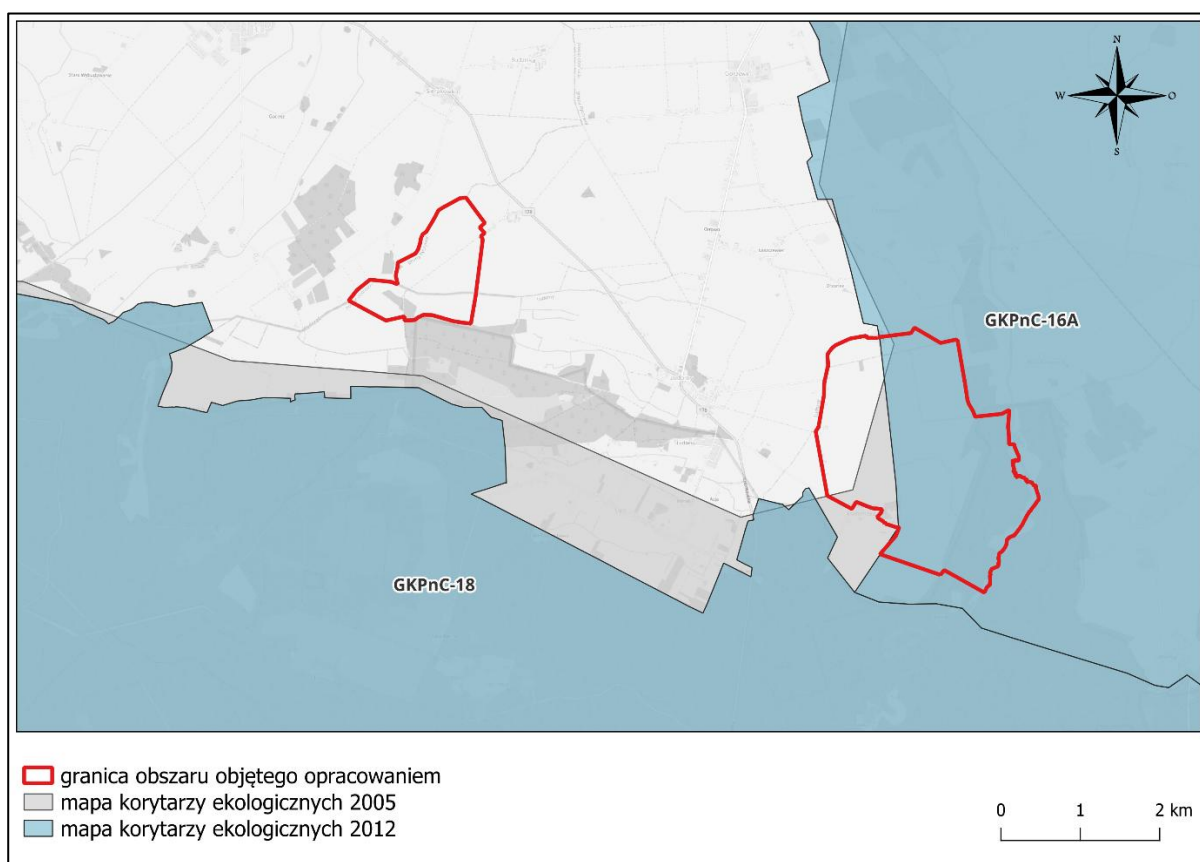 N
W
O
S
GKPnC-16A
GKPnC-18
granica obszaru objętego opracowaniem
mapa korytarzy ekologicznych 2005
mapa korytarzy ekologicznych 2012
0 1 2 km